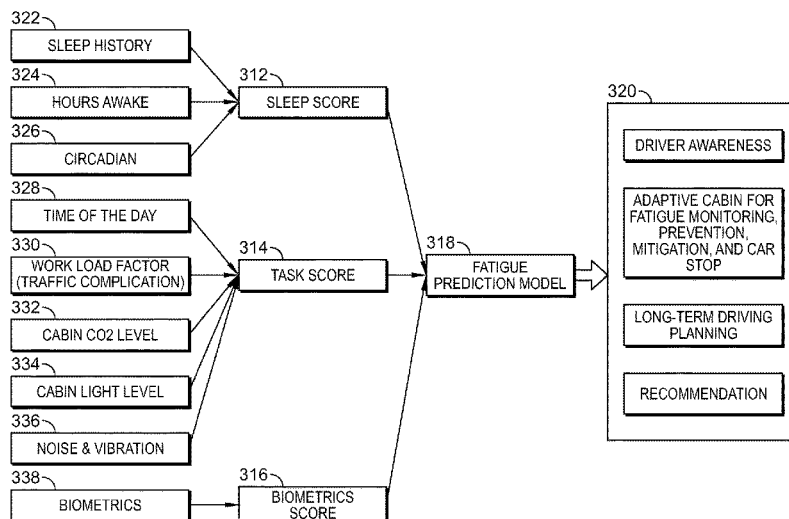 322
SLEEP HISTORY
324
HOURS AWAKE
326
CIRCADIAN
328
TIME OF THE DAY
330
WORK LOAD FACTOR
(TRAFFIC COMPLICATION)
332
CABIN CO2 LEVEL
334
CABIN LIGHT LEVEL
336
NOISE & VIBRATION
338
BIOMETRICS
312
SLEEP SCORE
314
TASK SCORE
316
BIOMETRICS
SCORE
318
FATIGUE
PREDICTION MODEL
320
DRIVER AWARENESS
ADAPTIVE CABIN FOR
FATIGUE MONITORING,
PREVENTION,
MITIGATION, AND CAR
STOP
LONG-TERM DRIVING
PLANNING
RECOMMENDATION